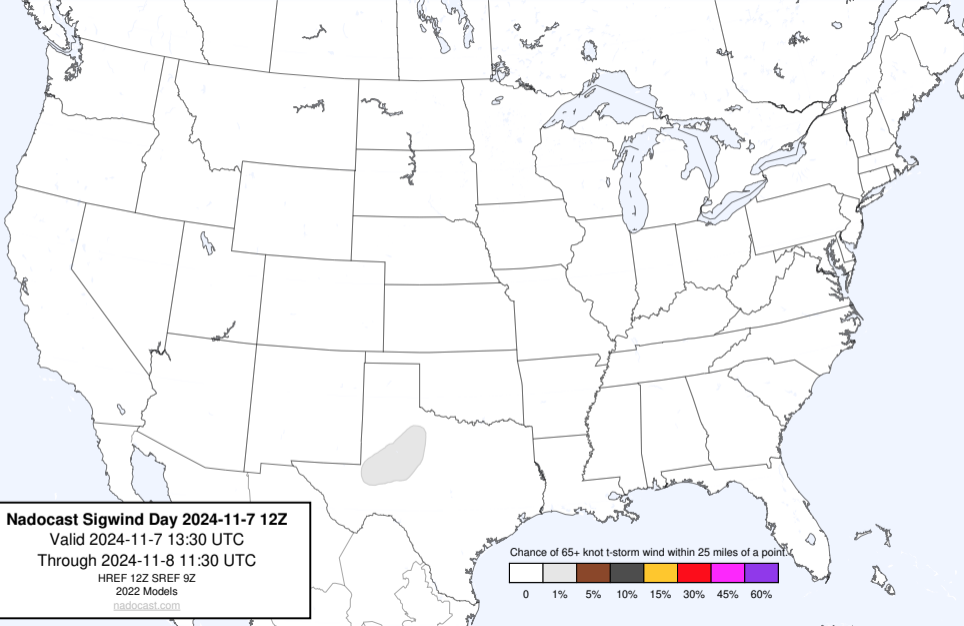 Nadocast Sigwind Day 2024-11-7 12Z
Valid 2024-11-7 13:30 UTC
Through 2024-11-8 11:30 UTC
HREF 12Z SREF 9Z
2022 Models
nadocast.com
Chance of 65+ knot t-storm wind within 25 miles of a point.
0 1% 5% 10% 15% 30% 45% 60%